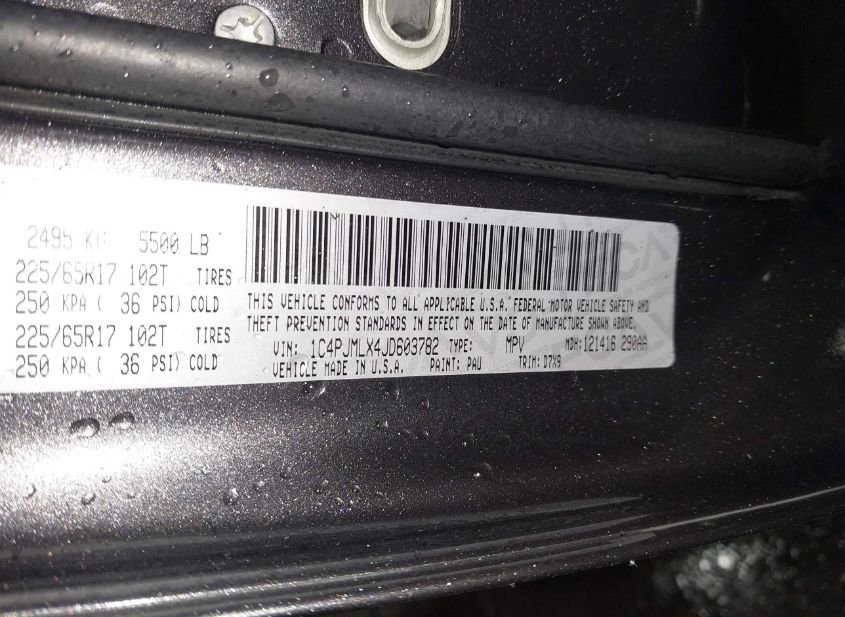 2495 KG 5500 LB
225/65R17 102T TIRES
250 KPA ( 36 PSI) COLD
225/65R17 102T TIRES
250 KPA ( 36 PSI) COLD
THIS VEHICLE CONFORMS TO ALL APPLICABLE U.S.A. FEDERAL MOTOR VEHICLE SAFETY AND
THEFT PREVENTION STANDARDS IN EFFECT ON THE DATE OF MANUFACTURE SHOWN ABOVE.
VIN: 1C4PJMLX4JD603782 TYPE: MPV MDH:121416 290AA
VEHICLE MADE IN U.S.A. PAINT: PAU TRIM: D7X9